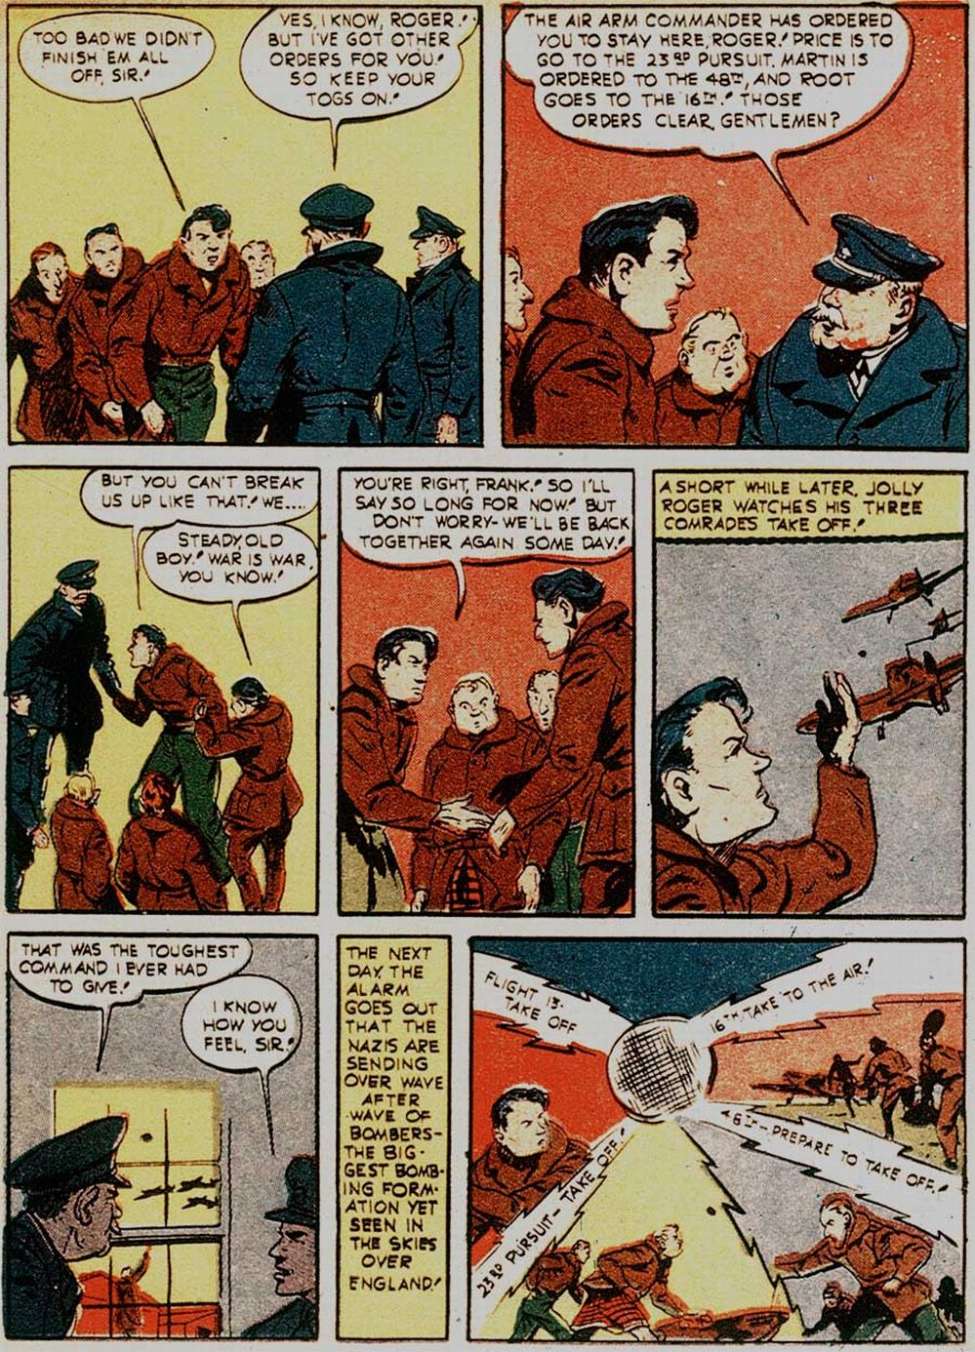 TOO BAD WE DIDN'T
FINISH 'EM ALL
OFF, SIR!
YES, I KNOW, ROGER!
BUT I'VE GOT OTHER
ORDERS FOR YOU!
SO KEEP YOUR
TOGS ON!
THE AIR ARM COMMANDER HAS ORDERED
YOU TO STAY HERE, ROGER! PRICE IS TO
GO TO THE 23RD PURSUIT, MARTIN IS
ORDERED TO THE 48TH, AND ROOT
GOES TO THE 16TH! THOSE
ORDERS CLEAR, GENTLEMEN?
BUT YOU CAN'T BREAK
US UP LIKE THAT! WE....
STEADY, OLD
BOY! WAR IS WAR,
YOU KNOW!
YOU'RE RIGHT, FRANK! SO I'LL
SAY SO LONG FOR NOW! BUT
DON'T WORRY- WE'LL BE BACK
TOGETHER AGAIN SOME DAY!
A SHORT WHILE LATER, JOLLY
ROGER WATCHES HIS THREE
COMRADES TAKE OFF!
THAT WAS THE TOUGHEST
COMMAND I EVER HAD
TO GIVE!
I KNOW
HOW YOU
FEEL, SIR!
THE NEXT
DAY, THE
ALARM
GOES OUT
THAT THE
NAZIS ARE
SENDING
OVER WAVE
AFTER
WAVE OF
BOMBERS-
THE BIG-
GEST BOMB-
ING FORM-
ATION YET
SEEN IN
THE SKIES
OVER
ENGLAND!
FLIGHT 13-
TAKE OFF
16TH, TAKE TO THE AIR!
48TH- PREPARE TO TAKE OFF!
23RD PURSUIT- TAKE OFF!